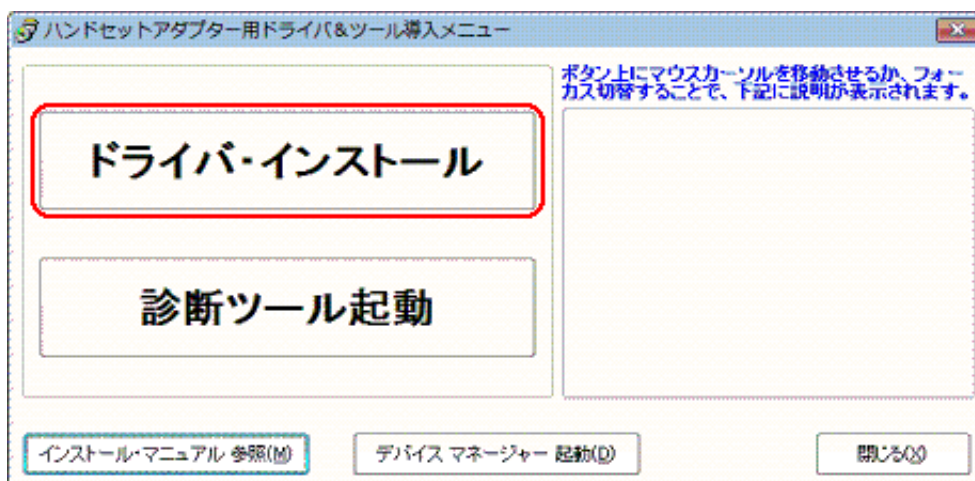 ハンドセットアダプター用ドライバ&ツール導入メニュー
ボタン上にマウスカーソルを移動させるか、フォー
カス切替することで、下記に説明が表示されます。
ドライバ・インストール
診断ツール起動
インストール・マニュアル 参照(M)
デバイス マネージャー 起動(D)
閉じる(X)